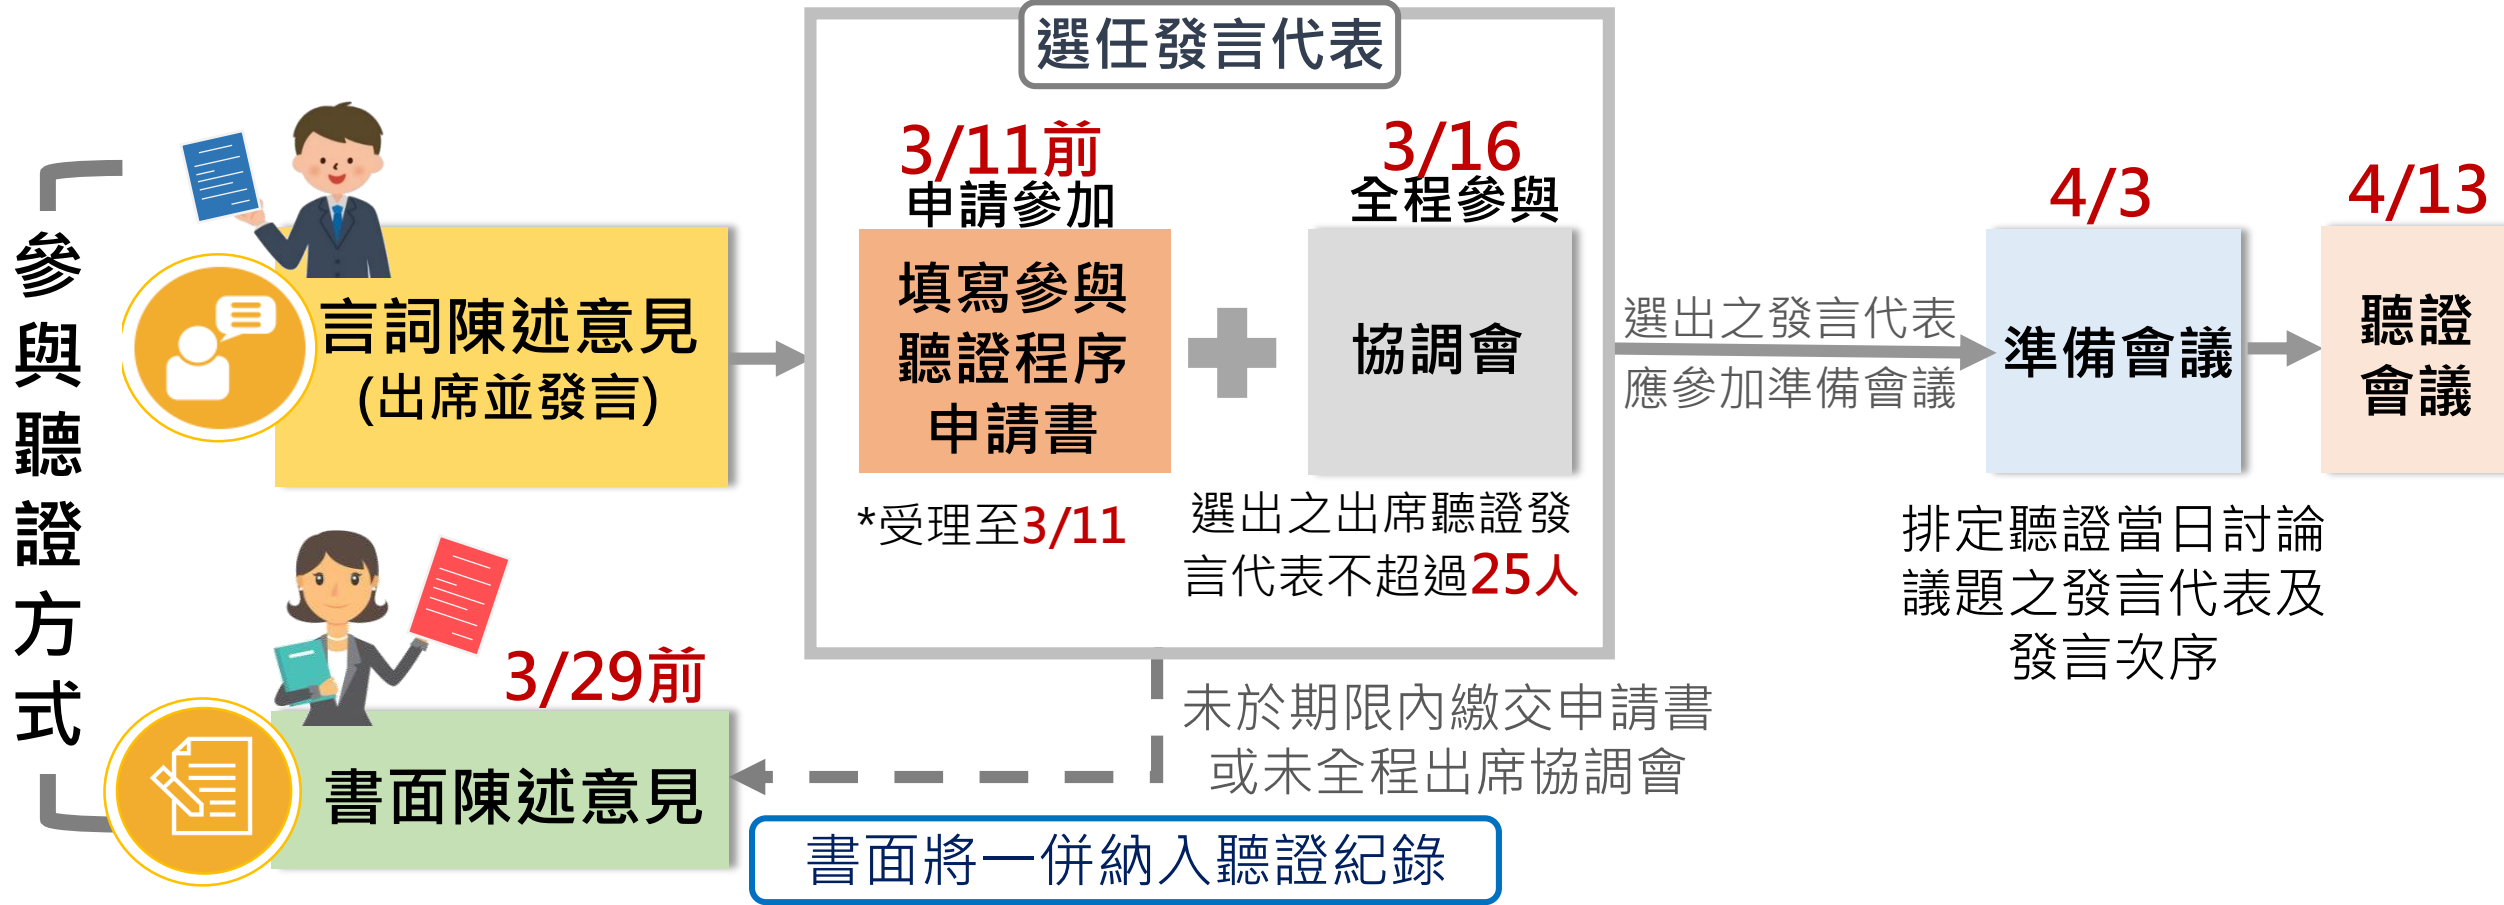 參與聽證方式
言詞陳述意見
(出席並發言)
選任發言代表
3/11前
申請參加
填寫參與
聽證程序
申請書
*受理至3/11
3/16
全程參與
協調會
選出之出席聽證發
言代表不超過25人
選出之發言代表
應參加準備會議
4/3
準備會議
排定聽證當日討論
議題之發言代表及
發言次序
4/13
聽證
會議
3/29前
書面陳述意見
未於期限內繳交申請書
或未全程出席協調會
書面將一併納入聽證紀錄